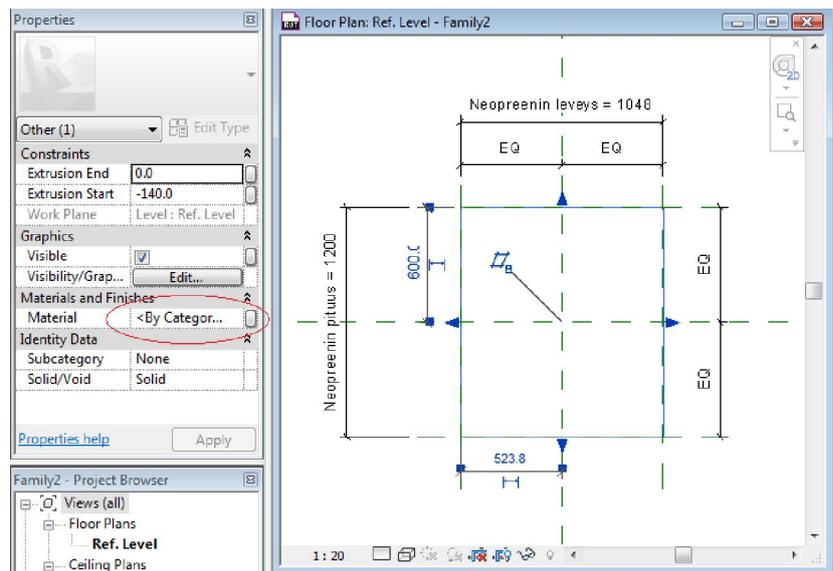 Properties
Other (1)
Edit Type
Constraints
Extrusion End 0.0
Extrusion Start -140.0
Work Plane Level : Ref. Level
Graphics
Visible
Visibility/Grap... Edit...
Materials and Finishes
Material <By Categor...
Identity Data
Subcategory None
Solid/Void Solid
Properties help Apply
Family2 - Project Browser
Views (all)
Floor Plans
Ref. Level
Ceiling Plans
Floor Plan: Ref. Level - Family2
2D
Neopreenin leveys = 1048
EQ EQ
Neopreenin pituus = 1200
600.0
EQ
EQ
523.8
1 : 20